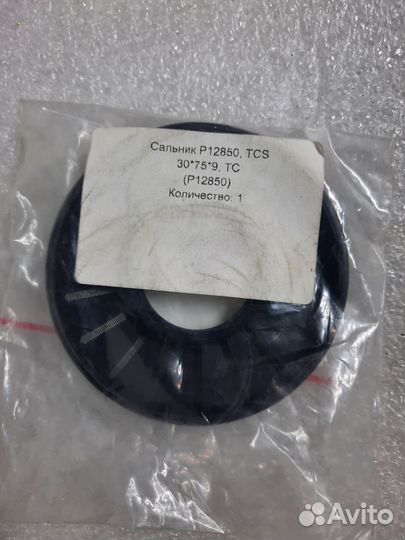 Сальник P12850, TCS
30*75*9, TC
(P12850)
Количество: 1
Avito